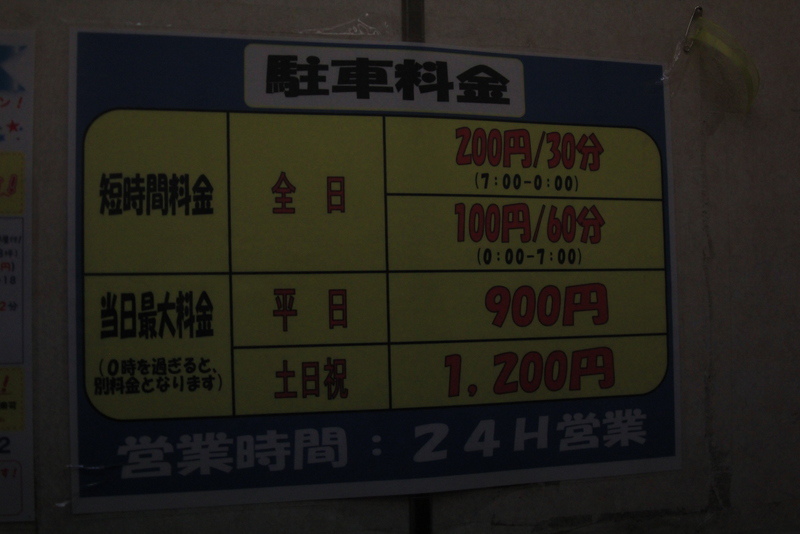 駐車料金
短時間料金
全 日
200円/30分
(7:00-0:00)
100円/60分
(0:00-7:00)
当日最大料金
(0時を過ぎると、
別料金となります)
平 日
900円
土日祝
1,200円
営業時間：24H営業